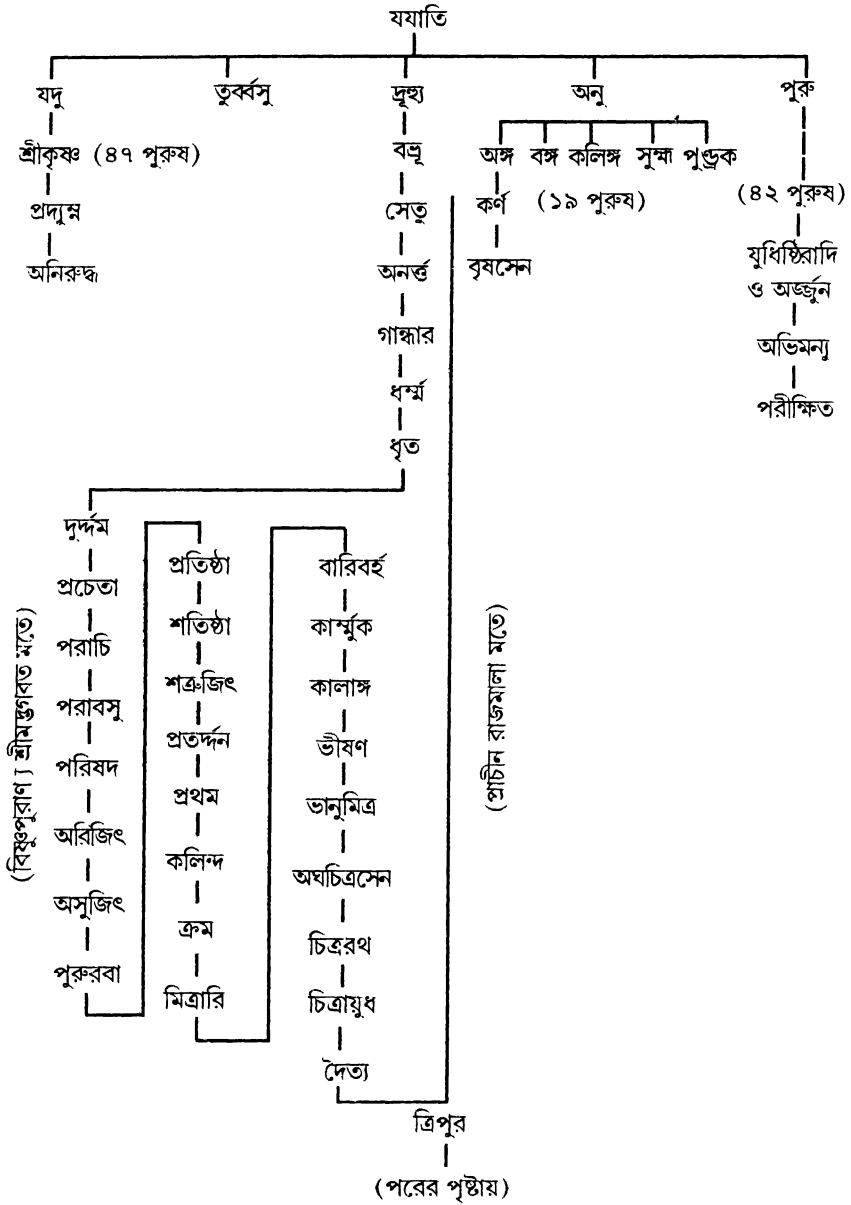 যযাতি
যদু তুর্ব্বসু দ্রূহ্য অনু পুরু
শ্রীকৃষ্ণ (৪৭ পুরুষ)
প্রদ্যুম্ন
অনিরুদ্ধ
বভ্রূ
সেতু
অনর্ত্ত
গান্ধার
ধর্ম্ম
ধৃত
অঙ্গ বঙ্গ কলিঙ্গ সুহ্ম পুণ্ড্রক
কর্ণ (১৯ পুরুষ)
বৃষসেন
(৪২ পুরুষ)
যুধিষ্ঠিরাদি
ও অর্জ্জুন
অভিমন্যু
পরীক্ষিত
দুর্দ্দম
প্রচেতা
পরাচি
পরাবসু
পরিষদ
অরিজিৎ
অসুজিৎ
পুরুরবা
প্রতিষ্ঠা
শতিষ্ঠা
শত্রুজিৎ
প্রতর্দ্দন
প্রথম
কলিন্দ
ক্রম
মিত্রারি
বারিবর্হ
কার্ম্মুক
কালাঙ্গ
ভীষণ
ভানুমিত্র
অঘচিত্রসেন
চিত্ররথ
চিত্রায়ুধ
দৈত্য
(বিষ্ণুপুরাণ / শ্রীমদ্ভগবত মতে)
(প্রাচীন রাজমালা মতে)
ত্রিপুর
(পরের পৃষ্টায়)